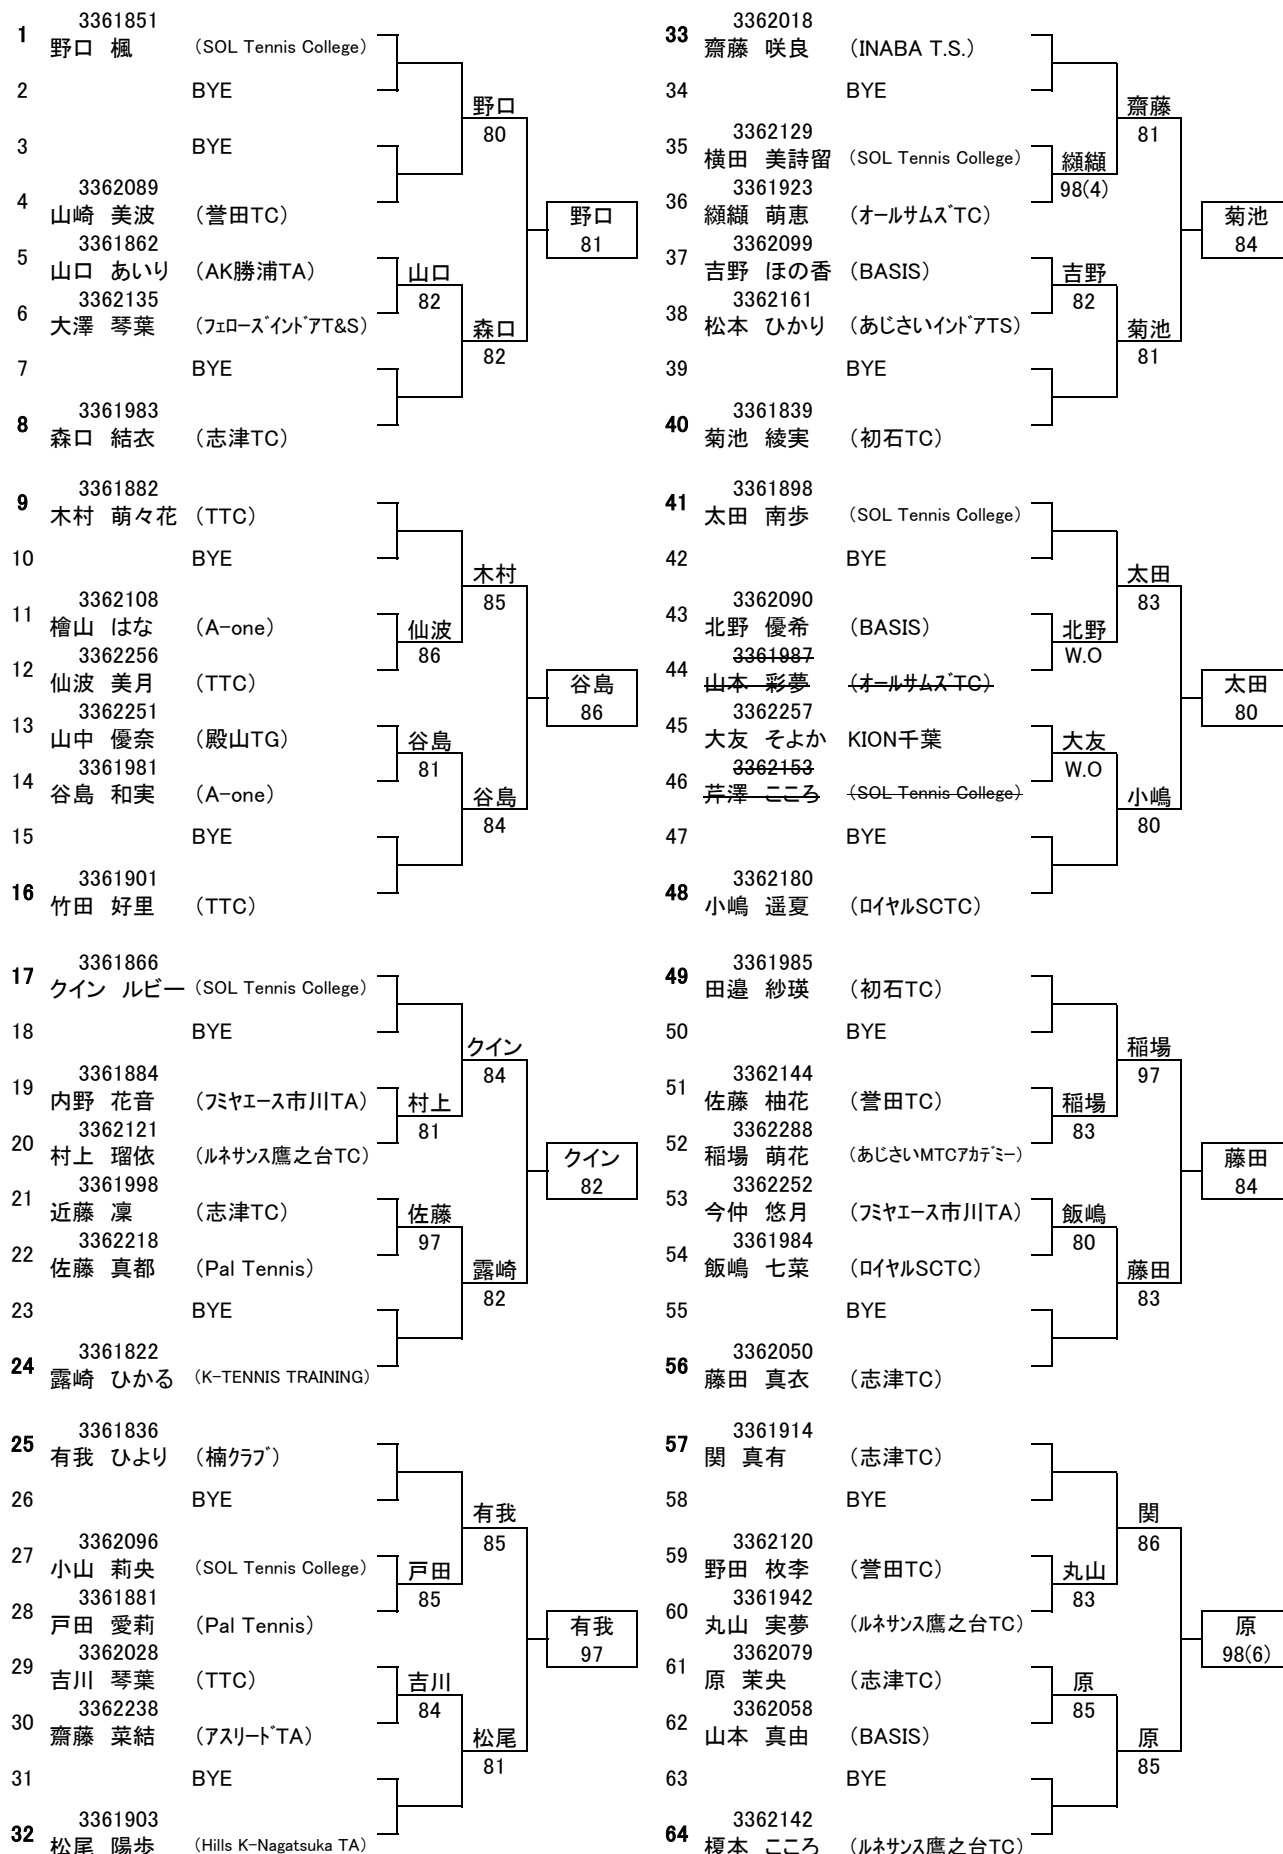 3361851
1 野口 楓 (SOL Tennis College)
2 BYE
野口
80
3 BYE
3362089
4 山崎 美波 (誉田TC)
野口
81
3361862
5 山口 あいり (AK勝浦TA)
山口
82
3362135
6 大澤 琴葉 (フェローズインドアT&S)
森口
82
7 BYE
3361983
8 森口 結衣 (志津TC)
3361882
9 木村 萌々花 (TTC)
10 BYE
木村
85
3362108
11 檜山 はな (A-one)
仙波
86
3362256
12 仙波 美月 (TTC)
谷島
86
3362251
13 山中 優奈 (殿山TG)
谷島
81
3361981
14 谷島 和実 (A-one)
谷島
84
15 BYE
3361901
16 竹田 好里 (TTC)
3361866
17 クイン ルビー (SOL Tennis College)
18 BYE
クイン
84
3361884
19 内野 花音 (フミヤエース市川TA)
村上
81
3362121
20 村上 瑠依 (ルネサンス鷹之台TC)
クイン
82
3361998
21 近藤 凜 (志津TC)
佐藤
97
3362218
22 佐藤 真都 (Pal Tennis)
露崎
82
23 BYE
3361822
24 露崎 ひかる (K-TENNIS TRAINING)
3361836
25 有我 ひより (楠クラブ)
26 BYE
有我
85
3362096
27 小山 莉央 (SOL Tennis College)
戸田
85
3361881
28 戸田 愛莉 (Pal Tennis)
有我
97
3362028
29 吉川 琴葉 (TTC)
吉川
84
3362238
30 齋藤 菜結 (アスリードTA)
松尾
81
31 BYE
3361903
32 松尾 陽歩 (Hills K-Nagatsuka TA)
3362018
33 齋藤 咲良 (INABA T.S.)
34 BYE
齋藤
81
3362129
35 横田 美詩留 (SOL Tennis College)
纐纈
98(4)
3361923
36 纐纈 萌恵 (オールサムズTC)
菊池
84
3362099
37 吉野 ほの香 (BASIS)
吉野
82
3362161
38 松本 ひかり (あじさいインドアTS)
菊池
81
39 BYE
3361839
40 菊池 綾実 (初石TC)
3361898
41 太田 南歩 (SOL Tennis College)
42 BYE
太田
83
3362090
43 北野 優希 (BASIS)
北野
W.O
3361987
44 山本 彩夢 (オールサムズTC)
太田
80
3362257
45 大友 そよか KION千葉
大友
W.O
3362153
46 芹澤 こころ (SOL Tennis College)
小嶋
80
47 BYE
3362180
48 小嶋 遥夏 (ロイヤルSCTC)
3361985
49 田邉 紗瑛 (初石TC)
50 BYE
稲場
97
3362144
51 佐藤 柚花 (誉田TC)
稲場
83
3362288
52 稲場 萌花 (あじさいMTCアカデミー)
藤田
84
3362252
53 今仲 悠月 (フミヤエース市川TA)
飯嶋
80
3361984
54 飯嶋 七菜 (ロイヤルSCTC)
藤田
83
55 BYE
3362050
56 藤田 真衣 (志津TC)
3361914
57 関 真有 (志津TC)
58 BYE
関
86
3362120
59 野田 枚李 (誉田TC)
丸山
83
3361942
60 丸山 実夢 (ルネサンス鷹之台TC)
原
98(6)
3362079
61 原 茉央 (志津TC)
原
85
3362058
62 山本 真由 (BASIS)
原
85
63 BYE
3362142
64 榎本 こころ (ルネサンス鷹之台TC)